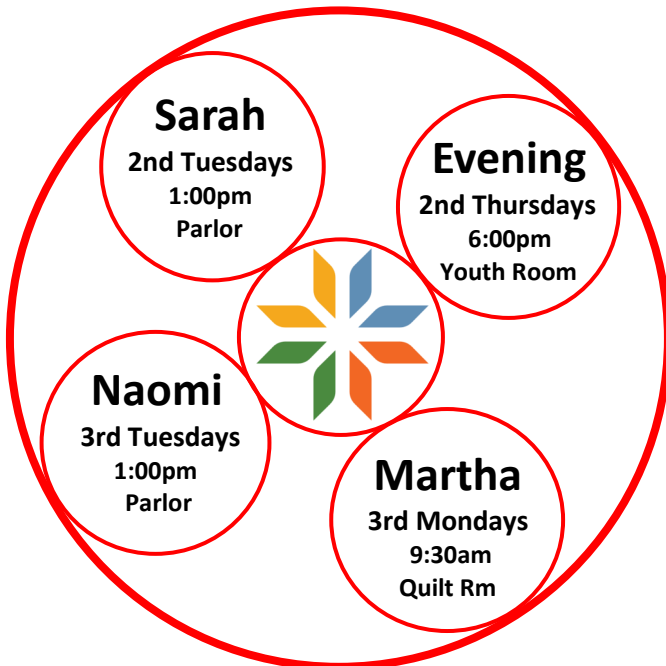 Sarah
2nd Tuesdays
1:00pm
Parlor
Evening
2nd Thursdays
6:00pm
Youth Room
Naomi
3rd Tuesdays
1:00pm
Parlor
Martha
3rd Mondays
9:30am
Quilt Rm